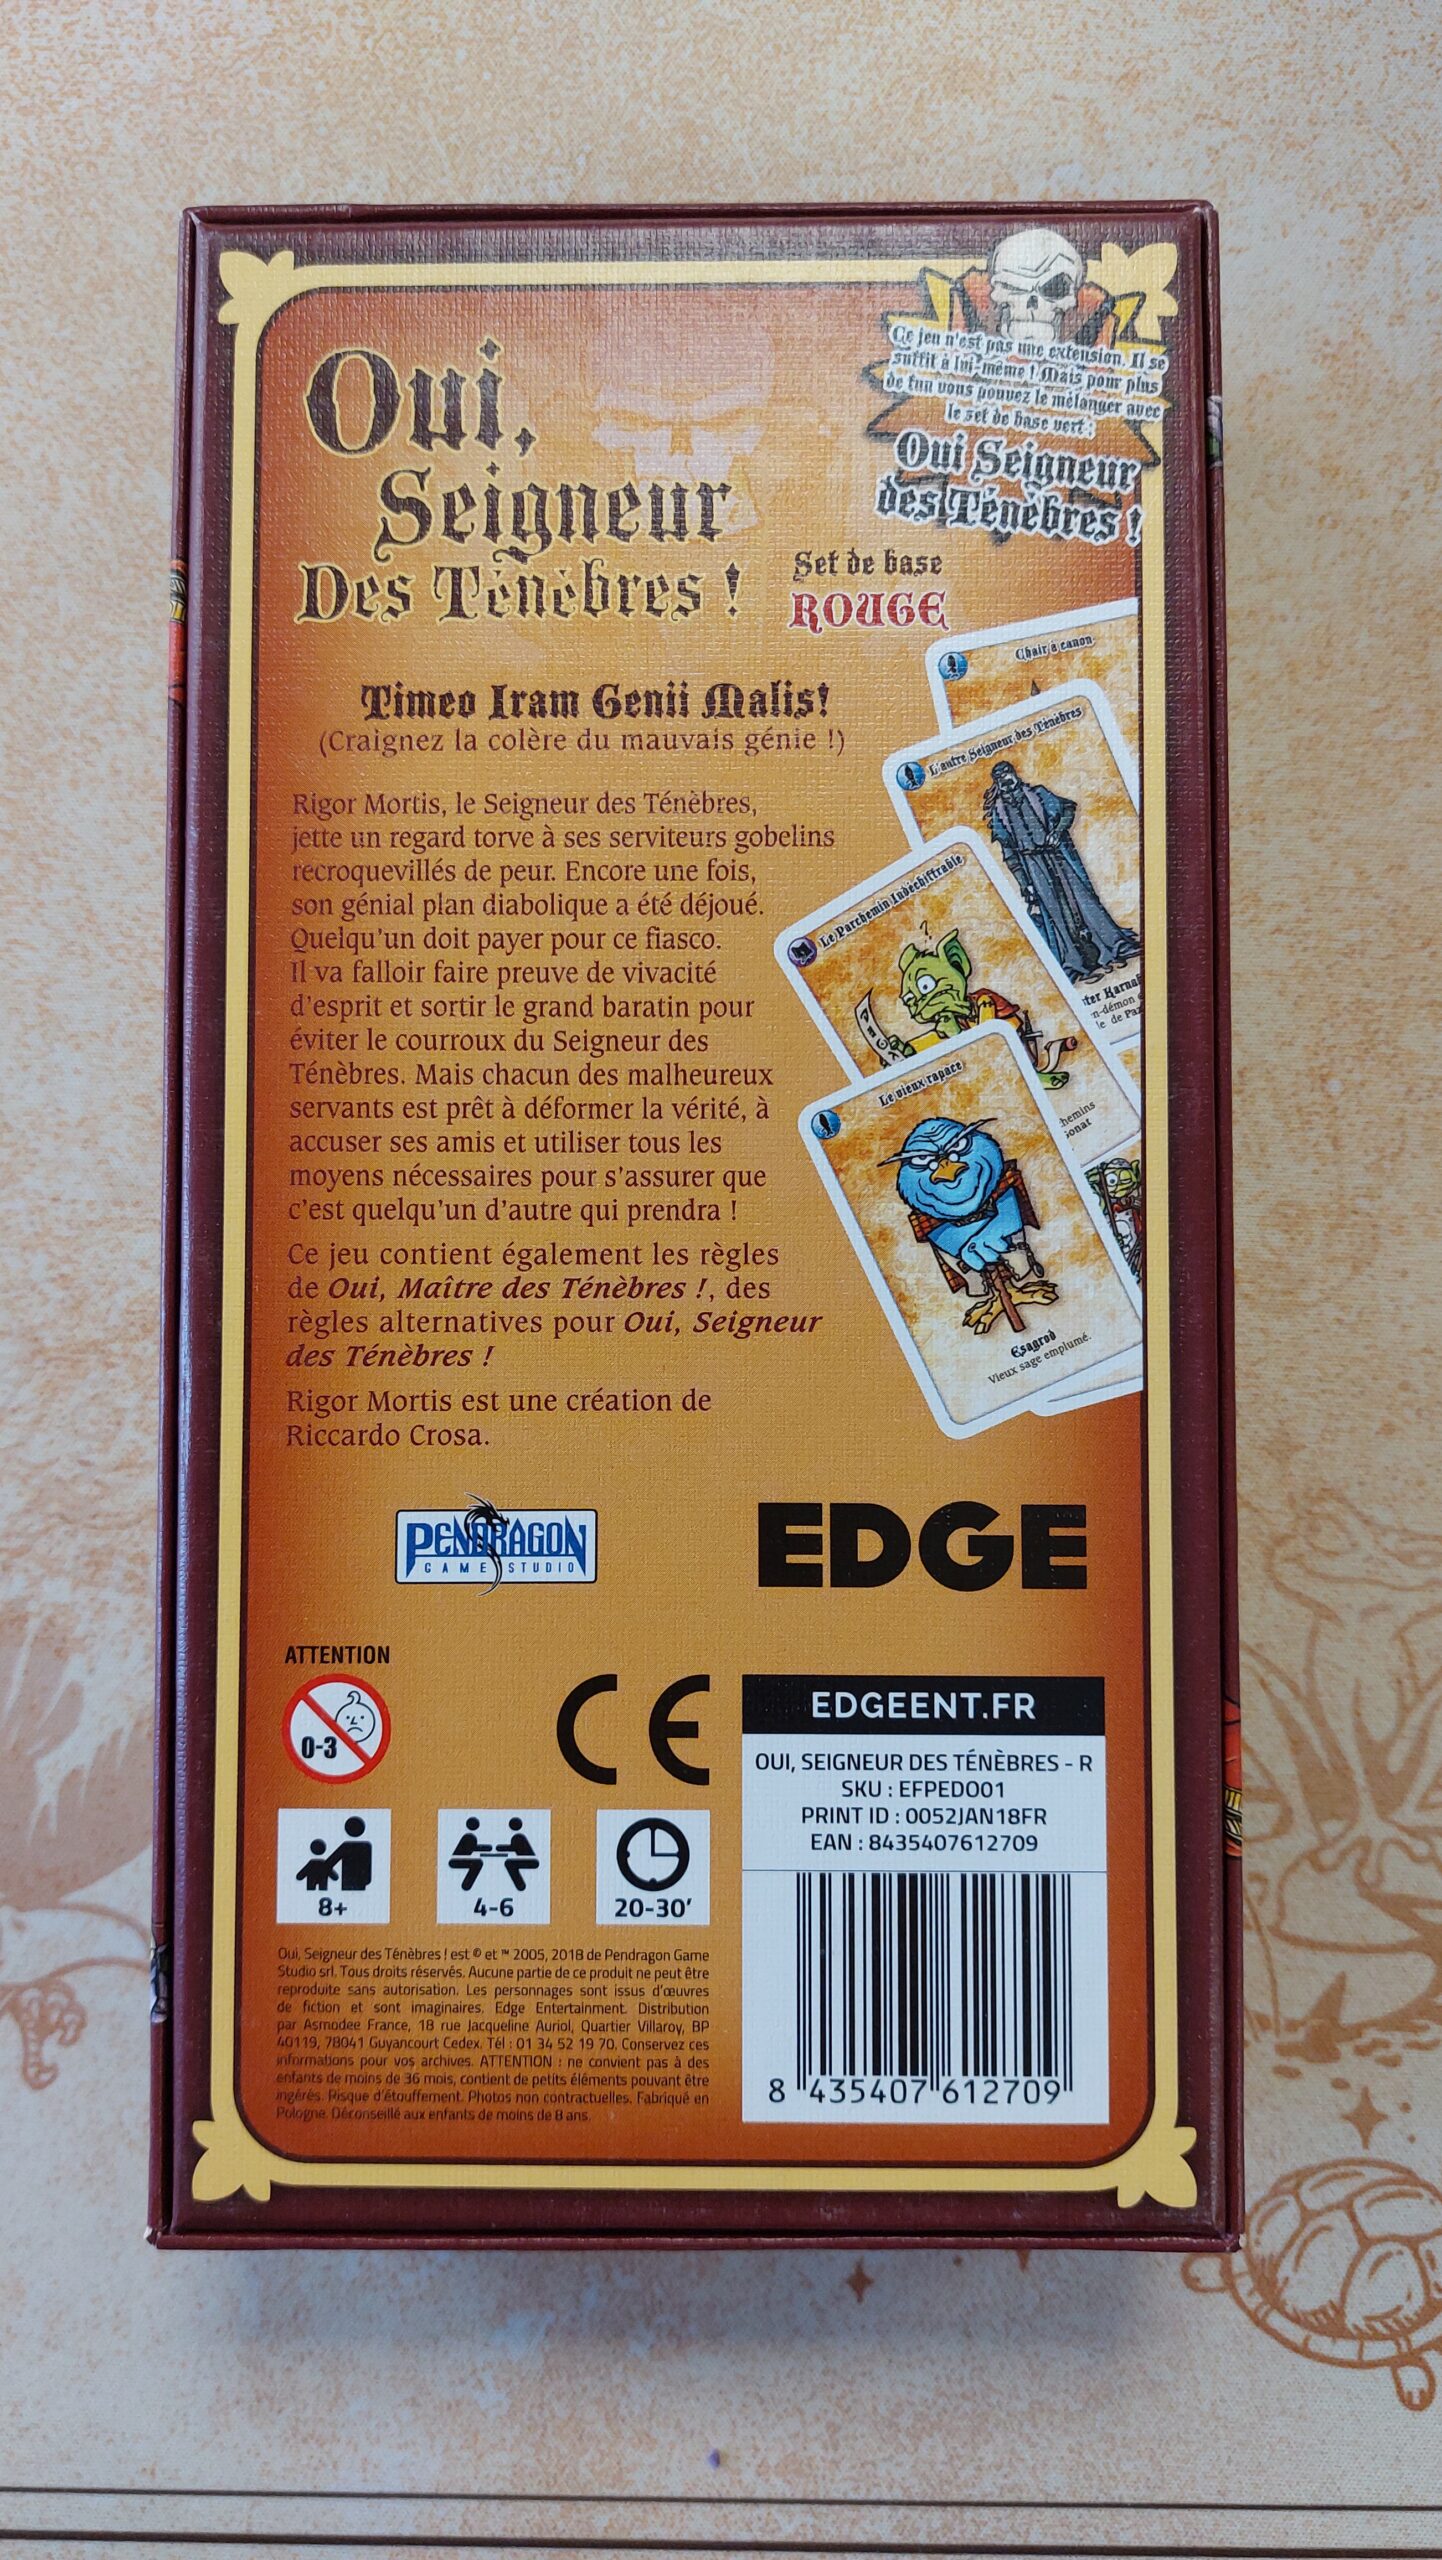 Oui,
Seigneur
Des Ténèbres !
Set de base
ROUGE
Ce jeu n'est pas une extension. Il se
suffit à lui-même ! Mais pour plus
de fun vous pouvez le mélanger avec
le set de base vert :
Oui Seigneur
des Ténèbres !
Timeo Iram Genii Malis!
(Craignez la colère du mauvais génie !)
Rigor Mortis, le Seigneur des Ténèbres,
jette un regard torve à ses serviteurs gobelins
recroquevillés de peur. Encore une fois,
son génial plan diabolique a été déjoué.
Quelqu'un doit payer pour ce fiasco.
Il va falloir faire preuve de vivacité
d'esprit et sortir le grand baratin pour
éviter le courroux du Seigneur des
Ténèbres. Mais chacun des malheureux
servants est prêt à déformer la vérité, à
accuser ses amis et utiliser tous les
moyens nécessaires pour s'assurer que
c'est quelqu'un d'autre qui prendra !
Ce jeu contient également les règles
de Oui, Maître des Ténèbres !, des
règles alternatives pour Oui, Seigneur
des Ténèbres !
Rigor Mortis est une création de
Riccardo Crosa.
Chair à canon
L'autre Seigneur des Ténèbres
Le Parchemin Indéchiffrable
?
Le vieux rapace
Esagrod
Vieux sage emplumé.
PENDRAGON
GAME STUDIO
EDGE
ATTENTION
0-3
CE
8+
4-6
20-30'
EDGEENT.FR
OUI, SEIGNEUR DES TÉNÈBRES - R
SKU : EFPEDO01
PRINT ID : 0052JAN18FR
EAN : 8435407612709
8 435407 612709
Oui, Seigneur des Ténèbres ! est © et ™ 2005, 2018 de Pendragon Game
Studio srl. Tous droits réservés. Aucune partie de ce produit ne peut être
reproduite sans autorisation. Les personnages sont issus d'œuvres
de fiction et sont imaginaires. Edge Entertainment. Distribution
par Asmodee France, 18 rue Jacqueline Auriol, Quartier Villaroy, BP
40119, 78041 Guyancourt Cedex. Tél : 01 34 52 19 70. Conservez ces
informations pour vos archives. ATTENTION : ne convient pas à des
enfants de moins de 36 mois, contient de petits éléments pouvant être
ingérés. Risque d'étouffement. Photos non contractuelles. Fabriqué en
Pologne. Déconseillé aux enfants de moins de 8 ans.